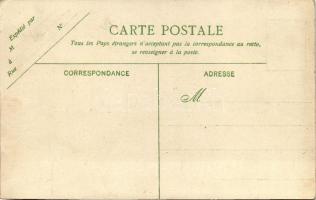 Expédié par
M
à
Rue
N°
CARTE POSTALE
Tous les Pays étrangers n'acceptent pas la correspondance au recto,
se renseigner à la poste.
CORRESPONDANCE
ADRESSE
M